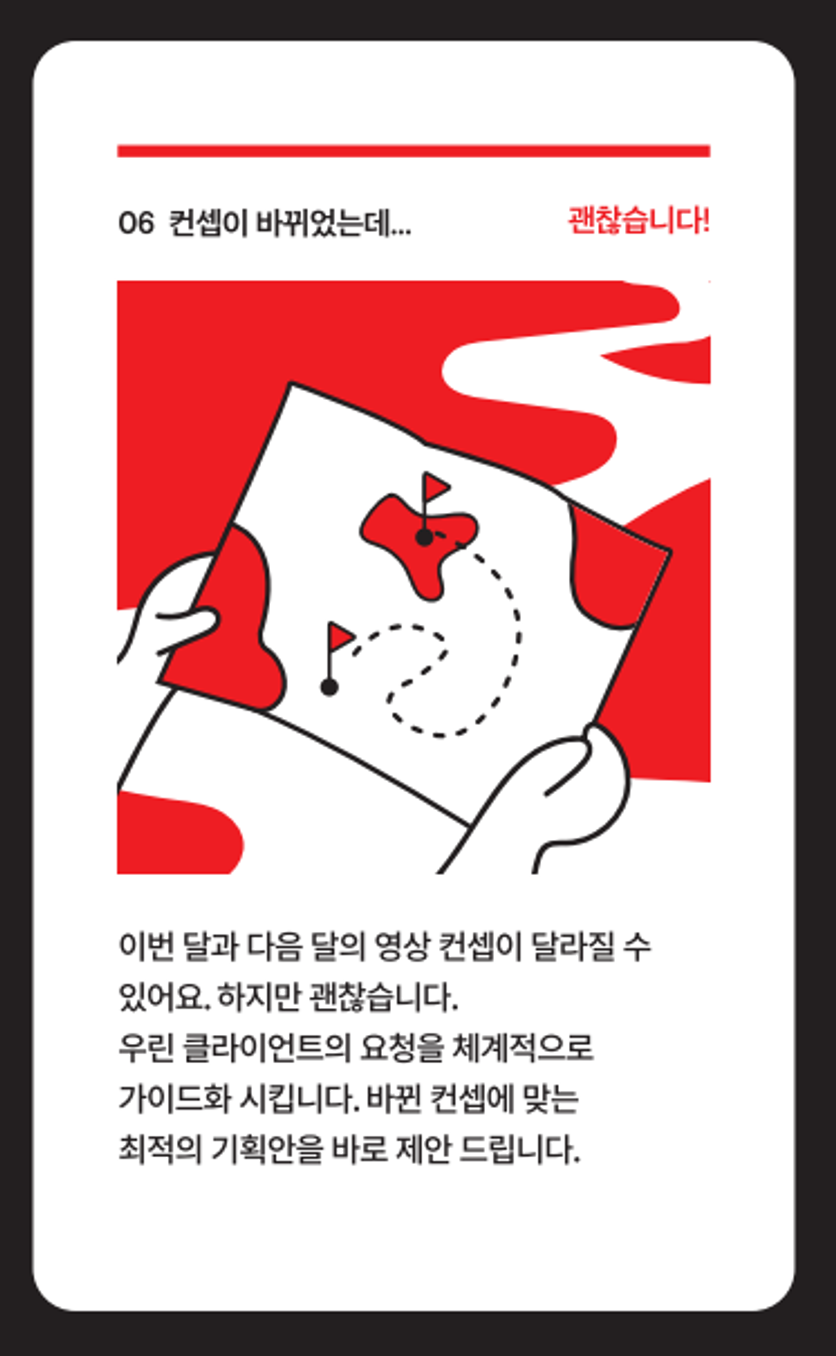 06 컨셉이 바뀌었는데... 괜찮습니다!
이번 달과 다음 달의 영상 컨셉이 달라질 수
있어요. 하지만 괜찮습니다.
우린 클라이언트의 요청을 체계적으로
가이드화 시킵니다. 바뀐 컨셉에 맞는
최적의 기획안을 바로 제안 드립니다.